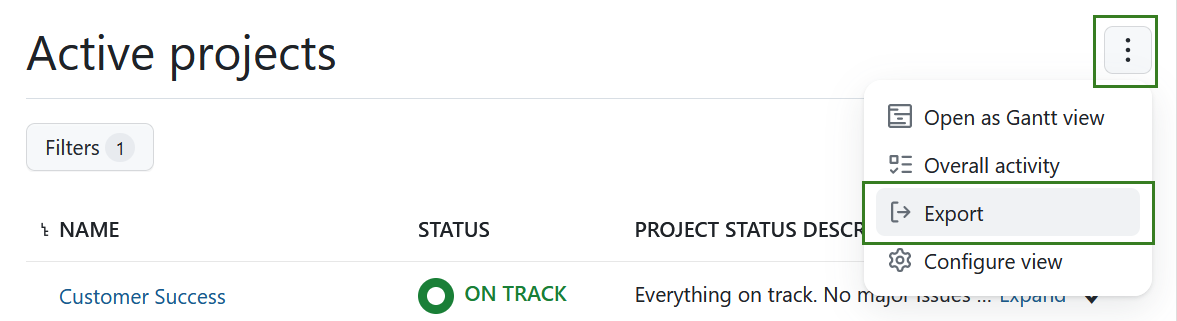 Active projects
Open as Gantt view
Filters 1
Overall activity
Export
NAME STATUS PROJECT STATUS
Configure view
Customer Success ON TRACK Everything on track. No major issues ... Expand